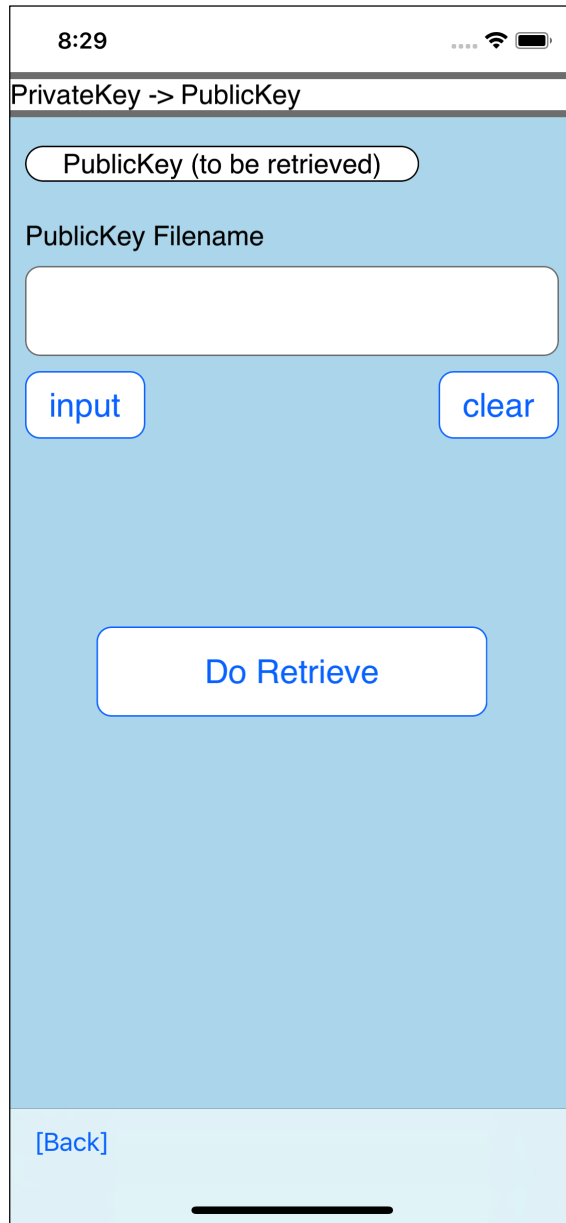 8:29
PrivateKey -> PublicKey
PublicKey (to be retrieved)
PublicKey Filename
input clear
Do Retrieve
[Back]